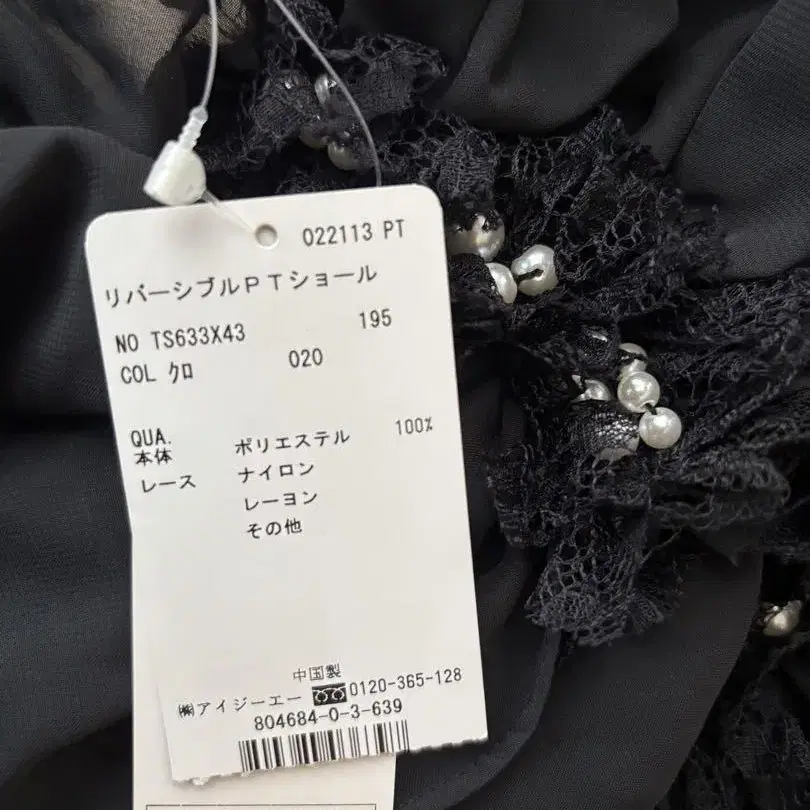 022113 PT
リバーシブルPTショール
NO TS633X43 195
COL クロ 020
QUA.
本体 ポリエステル 100%
レース ナイロン
レーヨン
その他
中国製
㈱アイジーエー 0120-365-128
804684-0-3-639